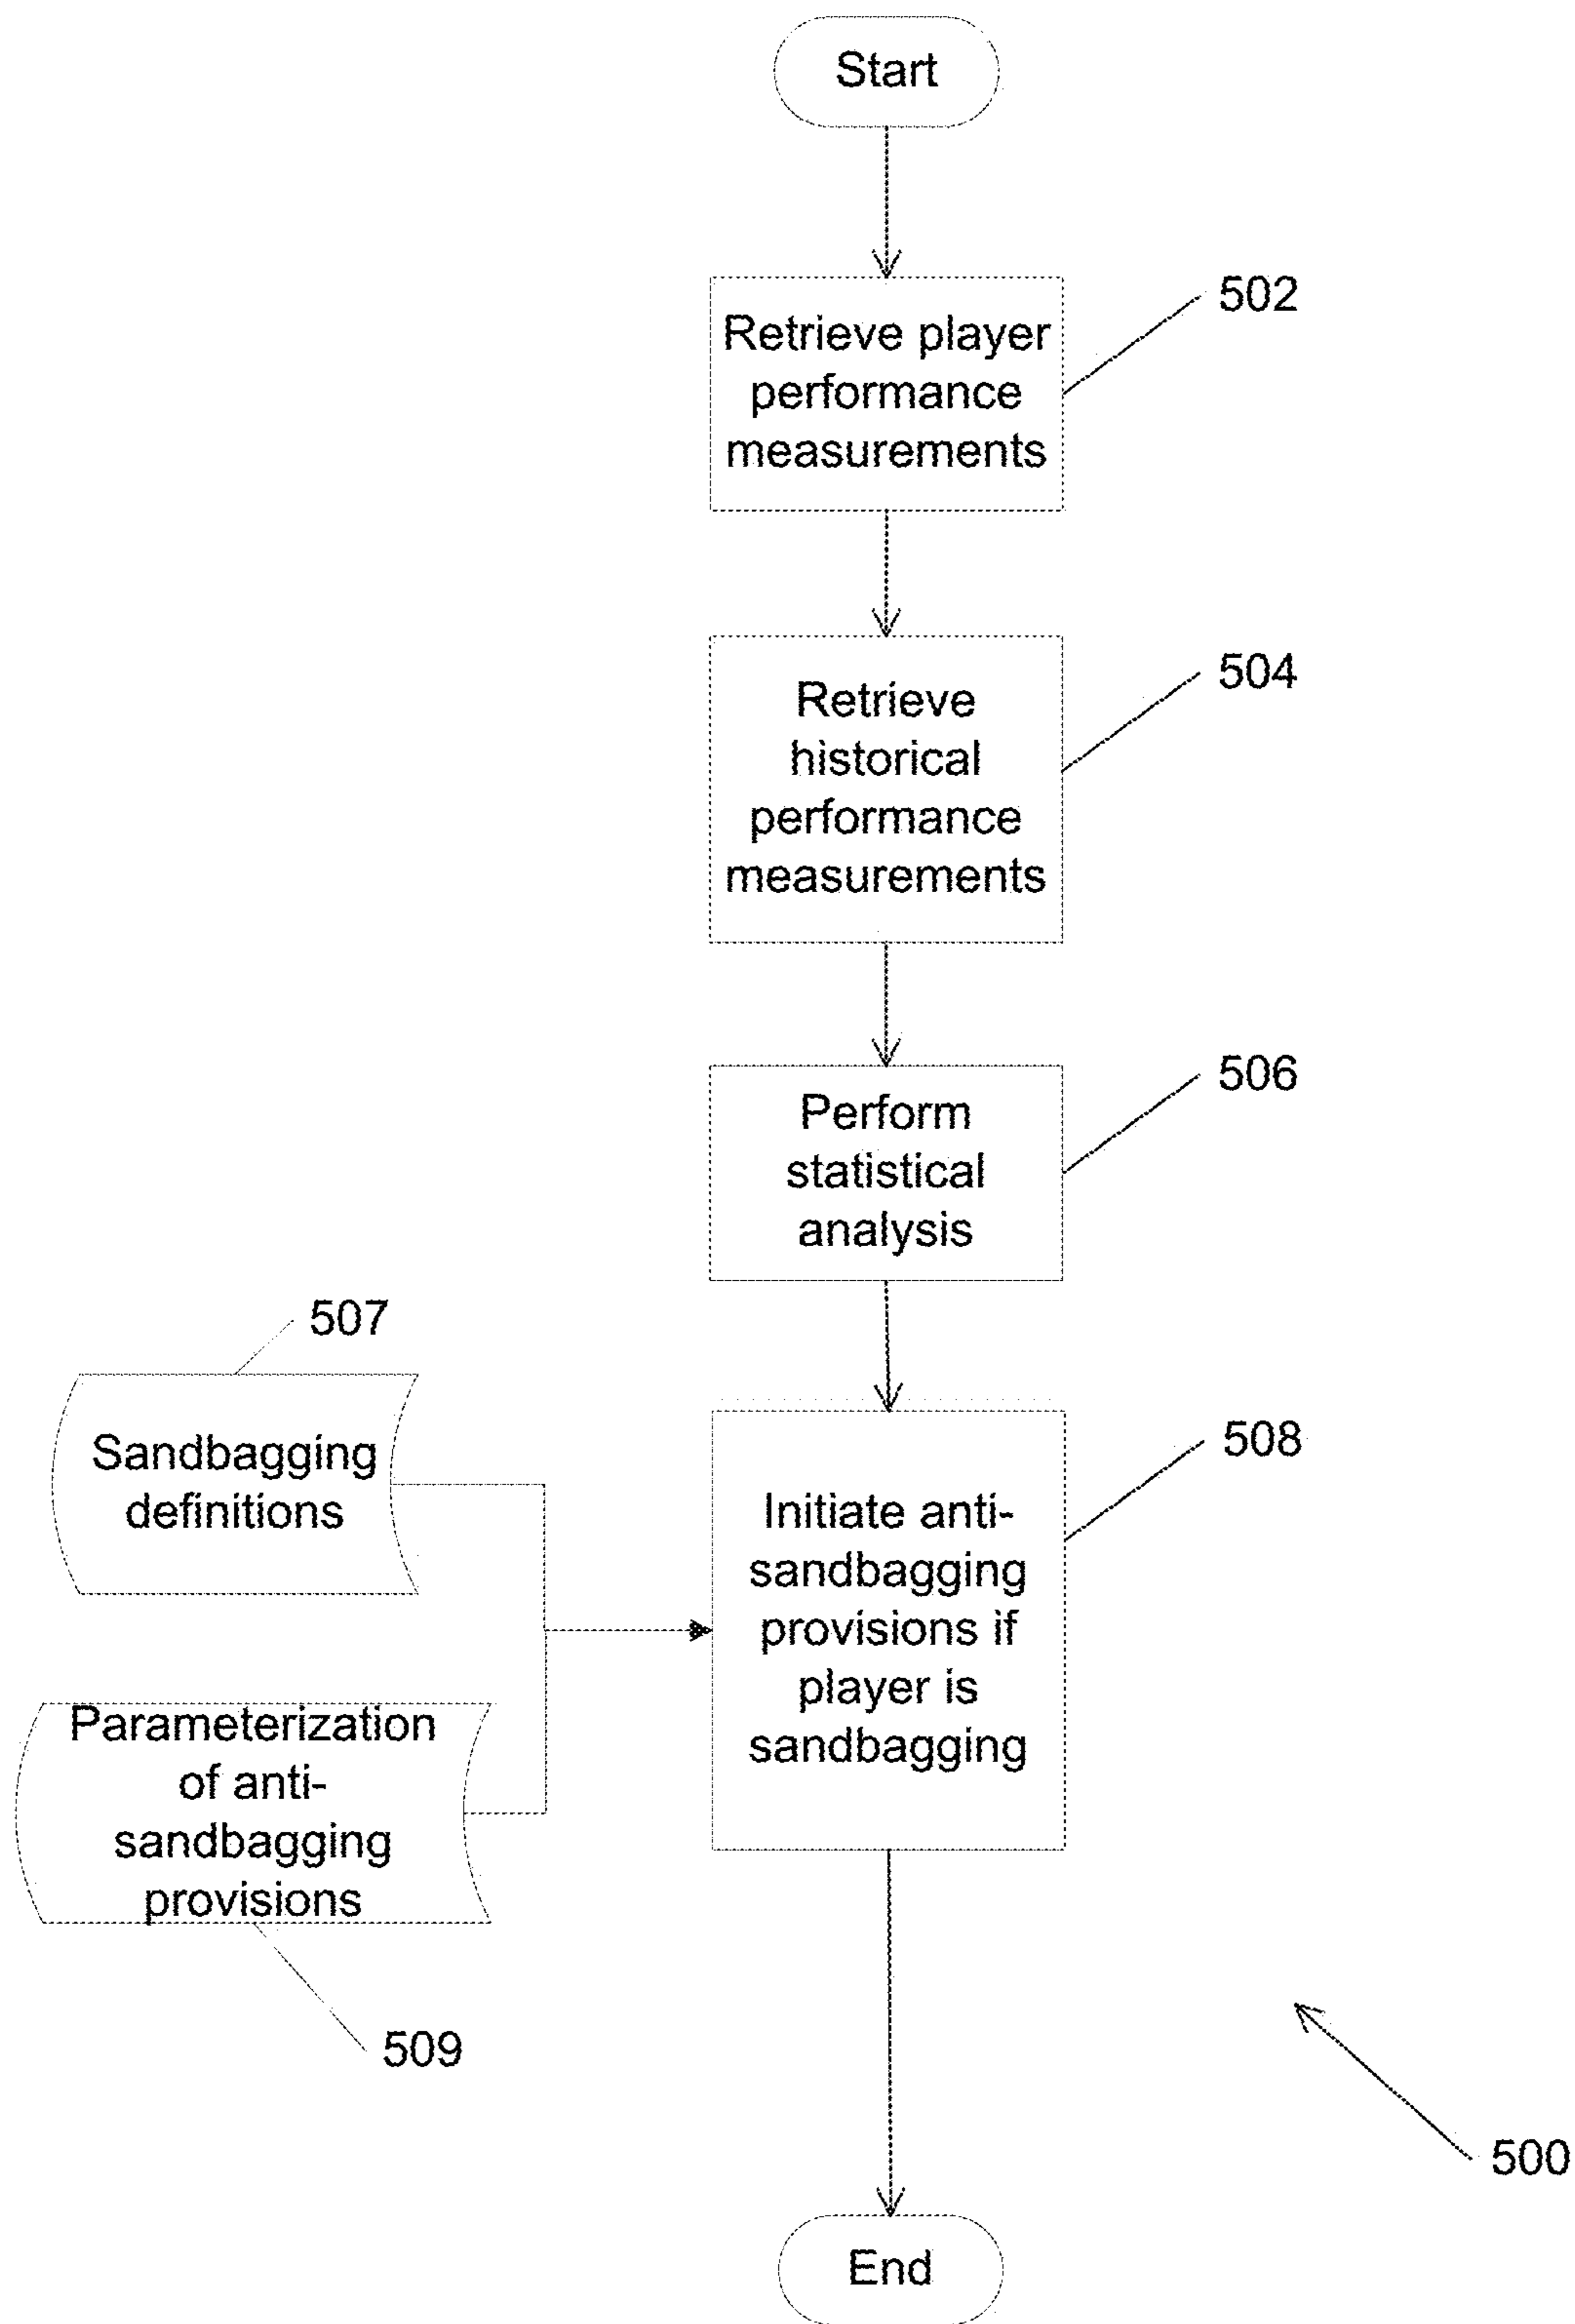 Start
Retrieve player
performance
measurements
502
Retrieve
historical
performance
measurements
504
Perform
statistical
analysis
506
507
Sandbagging
definitions
Initiate anti-
sandbagging
provisions if
player is
sandbagging
508
Parameterization
of anti-
sandbagging
provisions
509
500
End